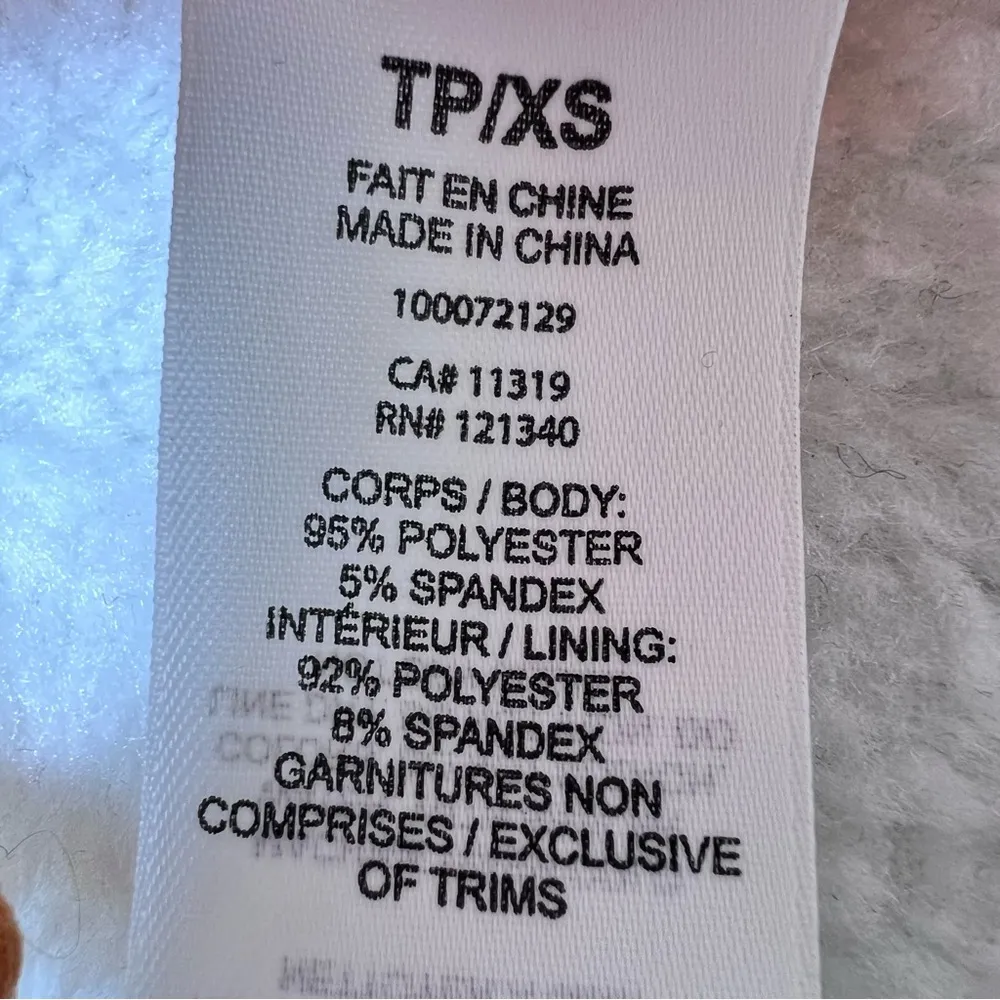 TP/XS
FAIT EN CHINE
MADE IN CHINA
100072129
CA# 11319
RN# 121340
CORPS / BODY:
95% POLYESTER
5% SPANDEX
INTÉRIEUR / LINING:
92% POLYESTER
8% SPANDEX
GARNITURES NON
COMPRISES / EXCLUSIVE
OF TRIMS